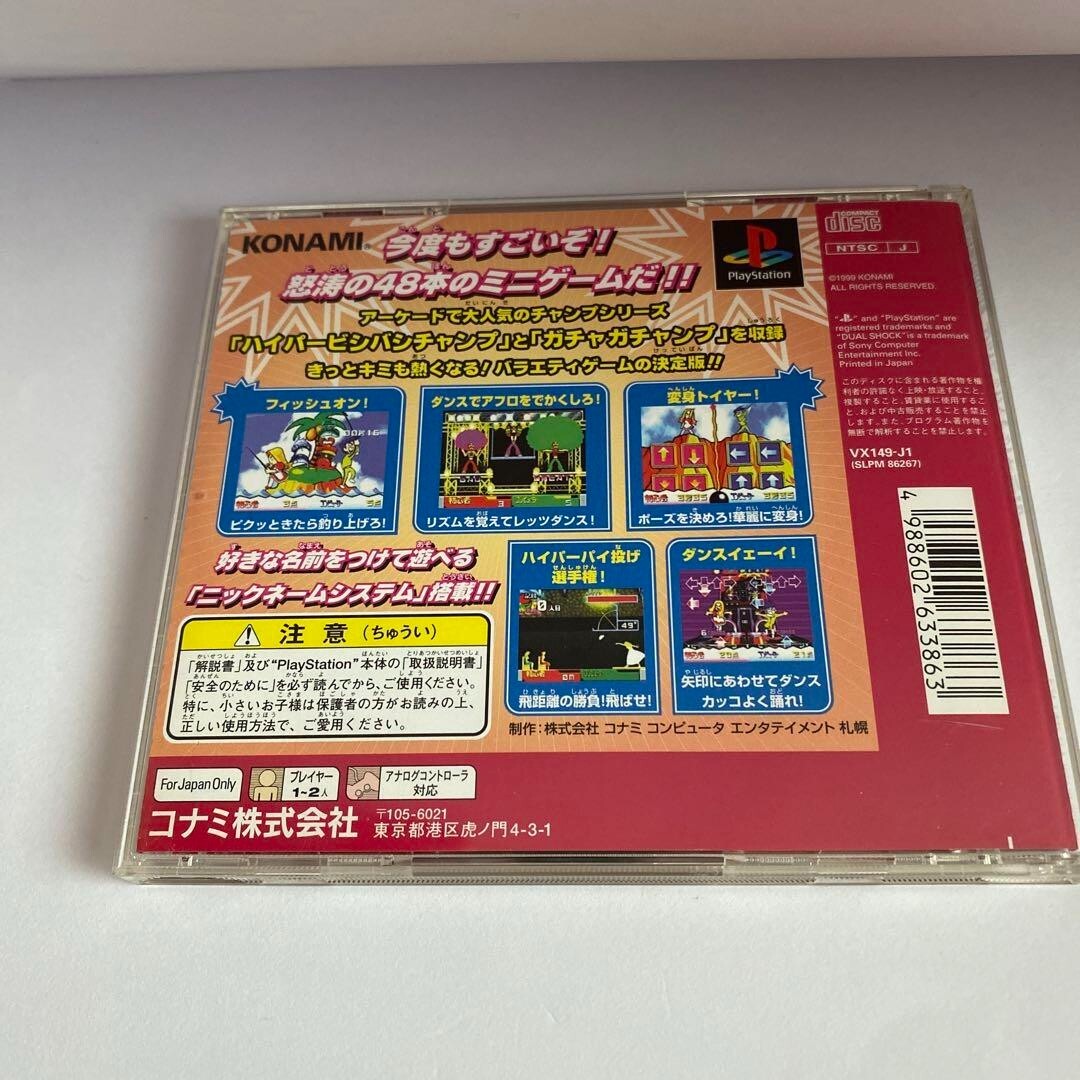 KONAMI®
今度もすごいぞ!
怒涛の48本のミニゲームだ!!
アーケードで大人気のチャンプシリーズ
「ハイパービシバシチャンプ」と「ガチャガチャンプ」を収録
きっとキミも熱くなる! バラエティゲームの決定版!!
PlayStation
フィッシュオン!
ビクッときたら釣り上げろ!
ダンスでアフロをでかくしろ!
リズムを覚えてレッツダンス!
変身トイヤー!
ポーズを決めろ!華麗に変身!
好きな名前をつけて遊べる
「ニックネームシステム」搭載!!
ハイパーパイ投げ
選手権!
0人目
49°
飛距離の勝負!飛ばせ!
ダンスイェーイ!
矢印にあわせてダンス
カッコよく踊れ!
注意(ちゅうい)
「解説書」及び“PlayStation”本体の「取扱説明書」
「安全のために」を必ず読んでから、ご使用ください。
特に、小さいお子様は保護者の方がお読みの上、
正しい使用方法で、ご愛用ください。
制作:株式会社 コナミ コンピュータ エンタテイメント 札幌
For Japan Only
プレイヤー
1~2人
アナログコントローラ
対応
コナミ株式会社
〒105-6021
東京都港区虎ノ門4-3-1
COMPACT
disc
NTSC J
©1999 KONAMI
ALL RIGHTS RESERVED.
" " and "PlayStation" are
registered trademarks and
"DUAL SHOCK" is a trademark
of Sony Computer
Entertainment Inc.
Printed in Japan
このディスクに含まれる著作物を権
利者の許諾なく上映・放送すること、
複製すること、賃貸業に使用するこ
と、および中古販売することを禁止
します。また、プログラム著作物を
無断で解析することを禁止します。
VX149-J1
(SLPM 86267)
4 988602 633863